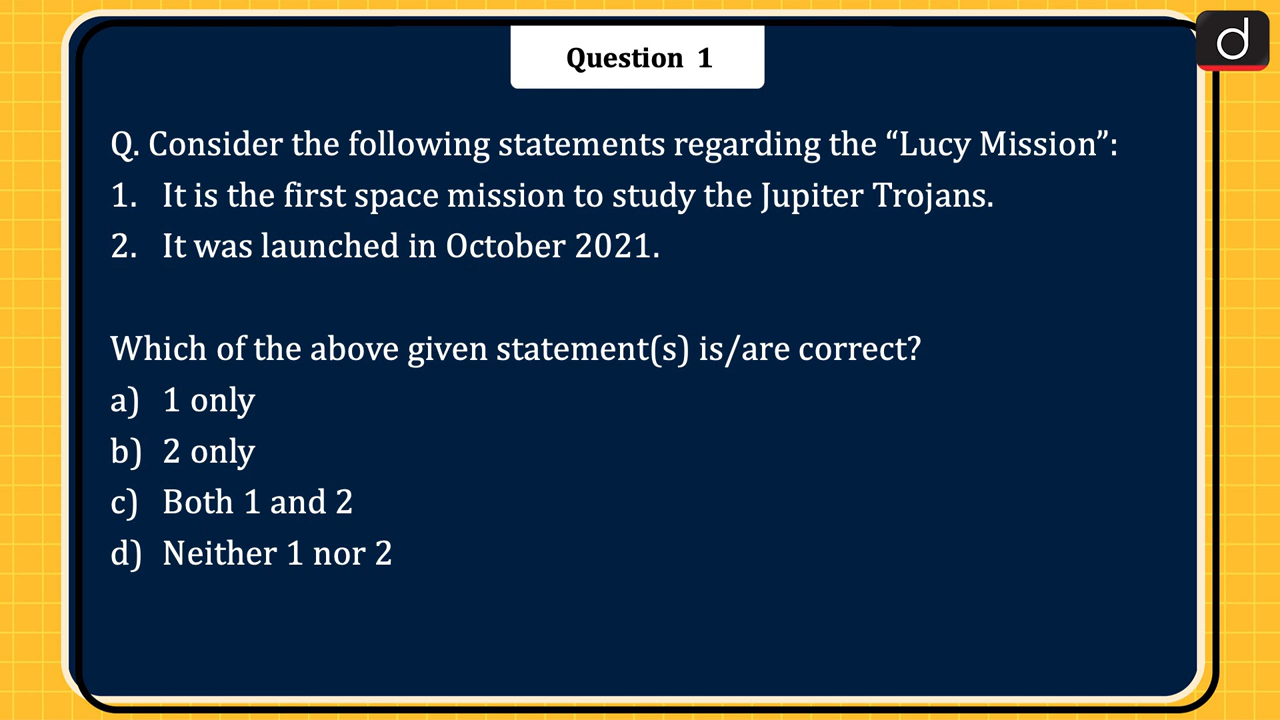 Question 1
d
Q. Consider the following statements regarding the “Lucy Mission”:
1. It is the first space mission to study the Jupiter Trojans.
2. It was launched in October 2021.
Which of the above given statement(s) is/are correct?
a) 1 only
b) 2 only
c) Both 1 and 2
d) Neither 1 nor 2